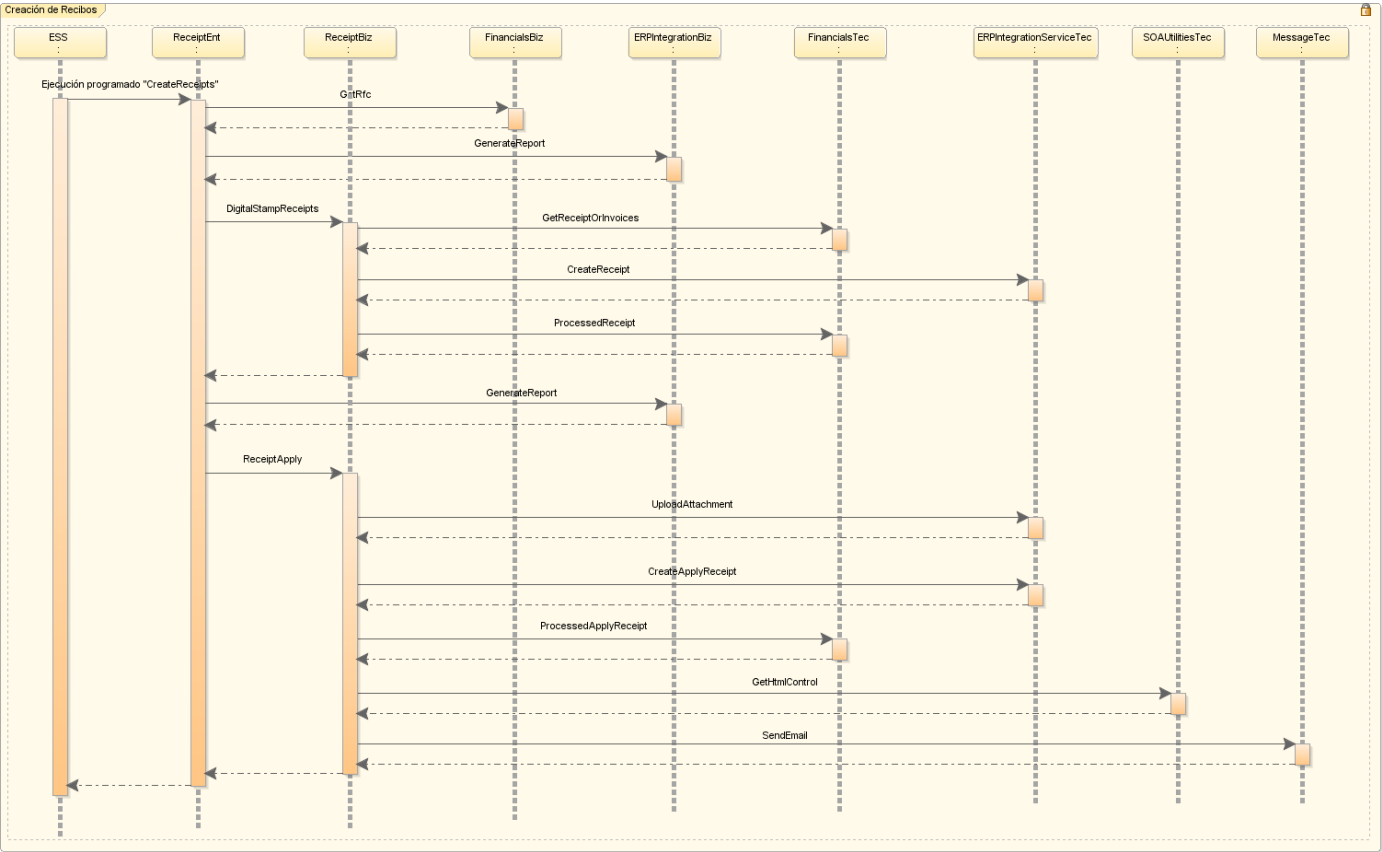 Creación de Recibos
ESS
:
ReceiptEnt
:
ReceiptBiz
:
FinancialsBiz
:
ERPIntegrationBiz
:
FinancialsTec
:
ERPIntegrationServiceTec
:
SOAUtilitiesTec
:
MessageTec
:
Ejecución programado "CreateReceipts"
GetRfc
GenerateReport
DigitalStampReceipts
GetReceiptOrInvoices
CreateReceipt
ProcessedReceipt
GenerateReport
ReceiptApply
UploadAttachment
CreateApplyReceipt
ProcessedApplyReceipt
GetHtmlControl
SendEmail